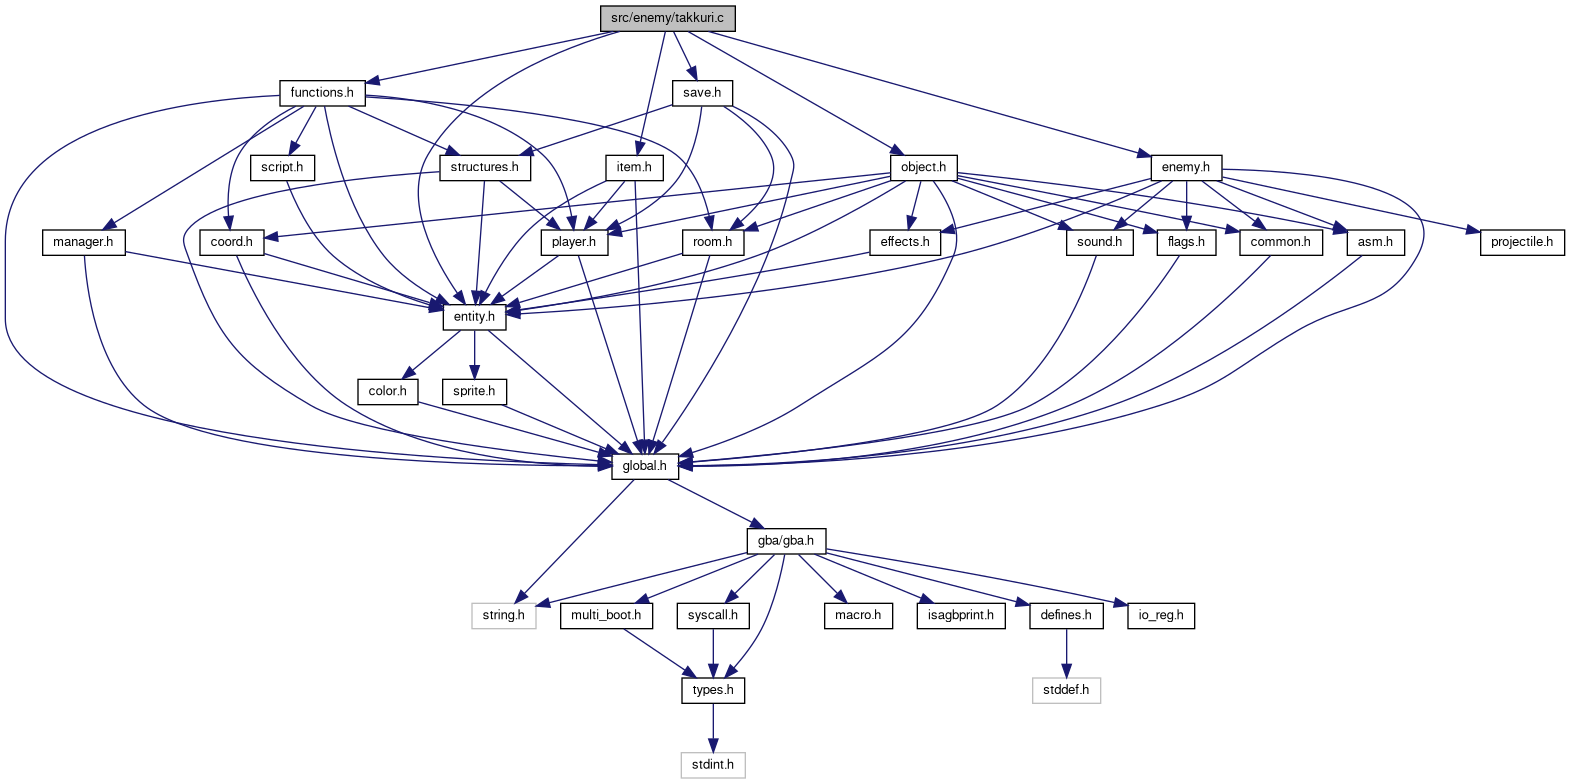 src/enemy/takkuri.c
functions.h
save.h
script.h
structures.h
item.h
object.h
enemy.h
manager.h
coord.h
player.h
room.h
effects.h
sound.h
flags.h
common.h
asm.h
projectile.h
entity.h
color.h
sprite.h
global.h
gba/gba.h
string.h
multi_boot.h
syscall.h
macro.h
isagbprint.h
defines.h
io_reg.h
types.h
stddef.h
stdint.h